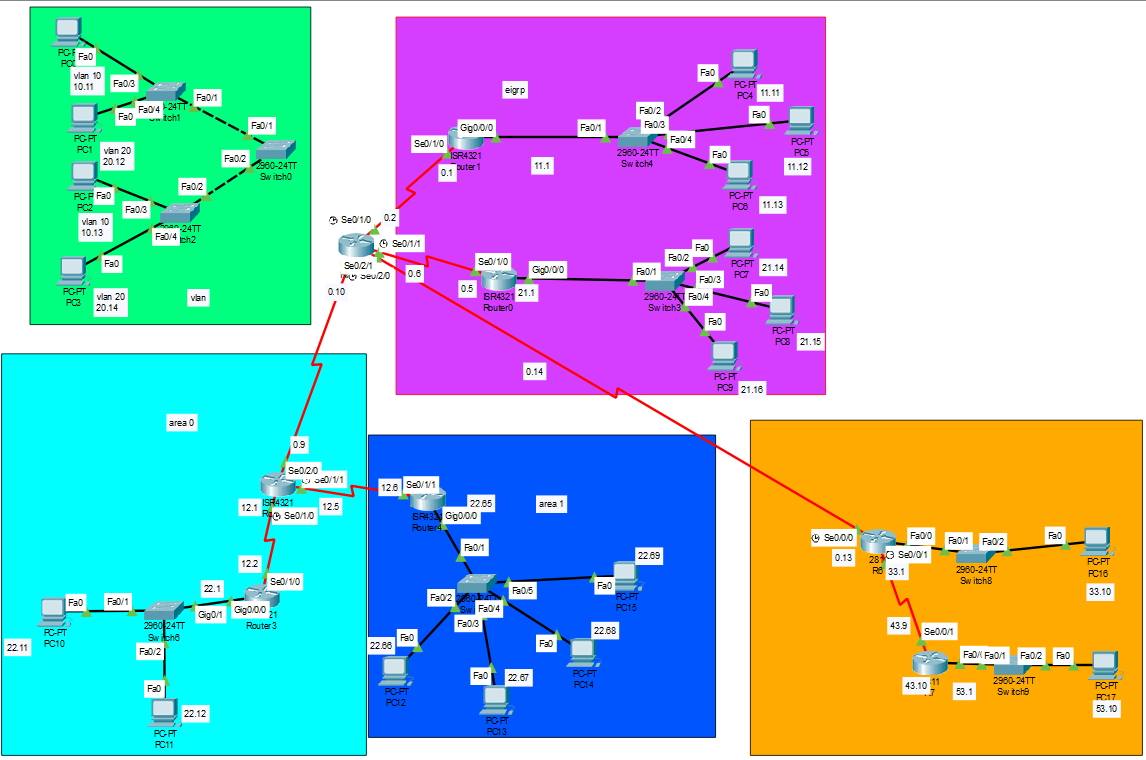 PC-PT
Fa0
vlan 10
10.11
Fa0/3
Fa0/1
Fa0/4
Switch1
Fa0
PC-PT
PC1
vlan 20
20.12
Fa0/1
Fa0/2
2960-24TT
Switch0
PC2
Fa0
Fa0/3
Fa0/2
vlan 10
10.13
Fa0/4
Fa0
PC-PT
PC3
vlan 20
20.14
vlan
eigrp
Fa0
PC-PT
PC4
11.11
Fa0/2
Fa0/3
Fa0/4
Fa0
PC-PT
PC5
11.12
Gig0/0/0
Fa0/1
2960-24TT
Switch4
Se0/1/0
ISR4321
0.1
11.1
Fa0
PC-PT
PC6
11.13
Se0/1/0
0.2
Se0/1/1
Se0/2/1
Se0/2/0
0.6
0.10
Se0/1/0
0.5
ISR4321
Router0
21.1
Gig0/0/0
Fa0/1
Fa0/2
Fa0/3
Fa0/4
2960-24TT
Switch3
Fa0
PC-PT
PC7
21.14
Fa0
PC-PT
PC8
21.15
Fa0
PC-PT
PC9
21.16
0.14
area 0
0.9
Se0/2/0
Se0/1/1
ISR4321
12.1
Se0/1/0
12.5
12.2
Se0/1/0
22.1
Gig0/0/0
Gig0/1
Router3
Fa0
Fa0/1
2960-24TT
Switch6
PC-PT
PC10
22.11
Fa0/2
Fa0
22.12
PC-PT
PC11
12.6
Se0/1/1
22.65
Gig0/0/0
area 1
Fa0/1
Fa0/2
Fa0/3
Fa0/4
Fa0/5
22.69
Fa0
PC-PT
PC15
22.68
Fa0
PC-PT
PC14
22.66
Fa0
PC-PT
PC12
Fa0
22.67
PC-PT
PC13
Se0/0/0
0.13
Fa0/0
Se0/0/1
33.1
Fa0/1
Fa0/2
2960-24TT
Switch8
Fa0
PC-PT
PC16
33.10
43.9
Se0/0/1
43.10
53.1
Fa0/1
Fa0/2
2960-24TT
Switch9
Fa0
PC-PT
PC17
53.10